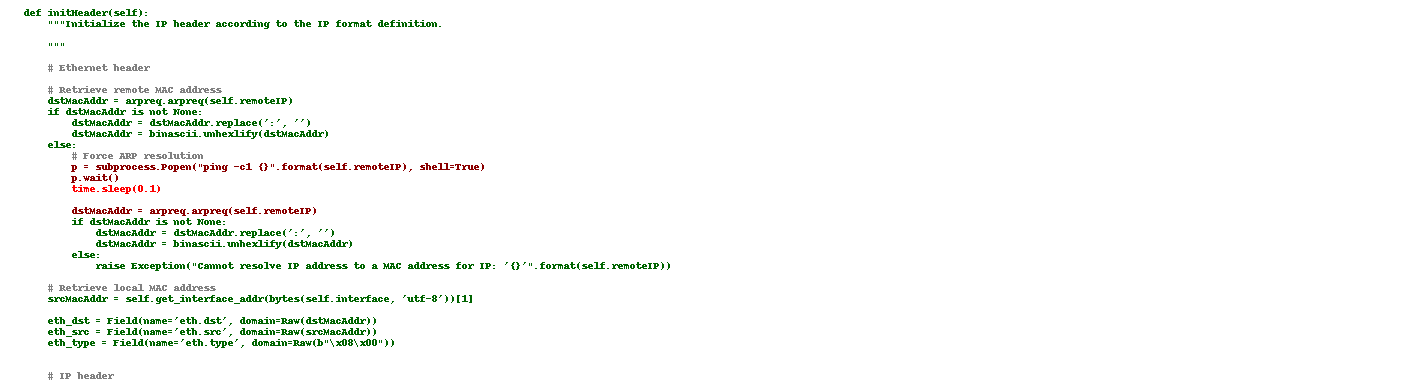 def initHeader(self):
"""Initialize the IP header according to the IP format definition.
"""
# Ethernet header
# Retrieve remote MAC address
dstMacAddr = arpreq.arpreq(self.remoteIP)
if dstMacAddr is not None:
dstMacAddr = dstMacAddr.replace(':', '')
dstMacAddr = binascii.unhexlify(dstMacAddr)
else:
# Force ARP resolution
p = subprocess.Popen("ping -c1 {}".format(self.remoteIP), shell=True)
p.wait()
time.sleep(0.1)
dstMacAddr = arpreq.arpreq(self.remoteIP)
if dstMacAddr is not None:
dstMacAddr = dstMacAddr.replace(':', '')
dstMacAddr = binascii.unhexlify(dstMacAddr)
else:
raise Exception("Cannot resolve IP address to a MAC address for IP: '{}'".format(self.remoteIP))
# Retrieve local MAC address
srcMacAddr = self.get_interface_addr(bytes(self.interface, 'utf-8'))[1]
eth_dst = Field(name='eth.dst', domain=Raw(dstMacAddr))
eth_src = Field(name='eth.src', domain=Raw(srcMacAddr))
eth_type = Field(name='eth.type', domain=Raw(b"\x08\x00"))
# IP header